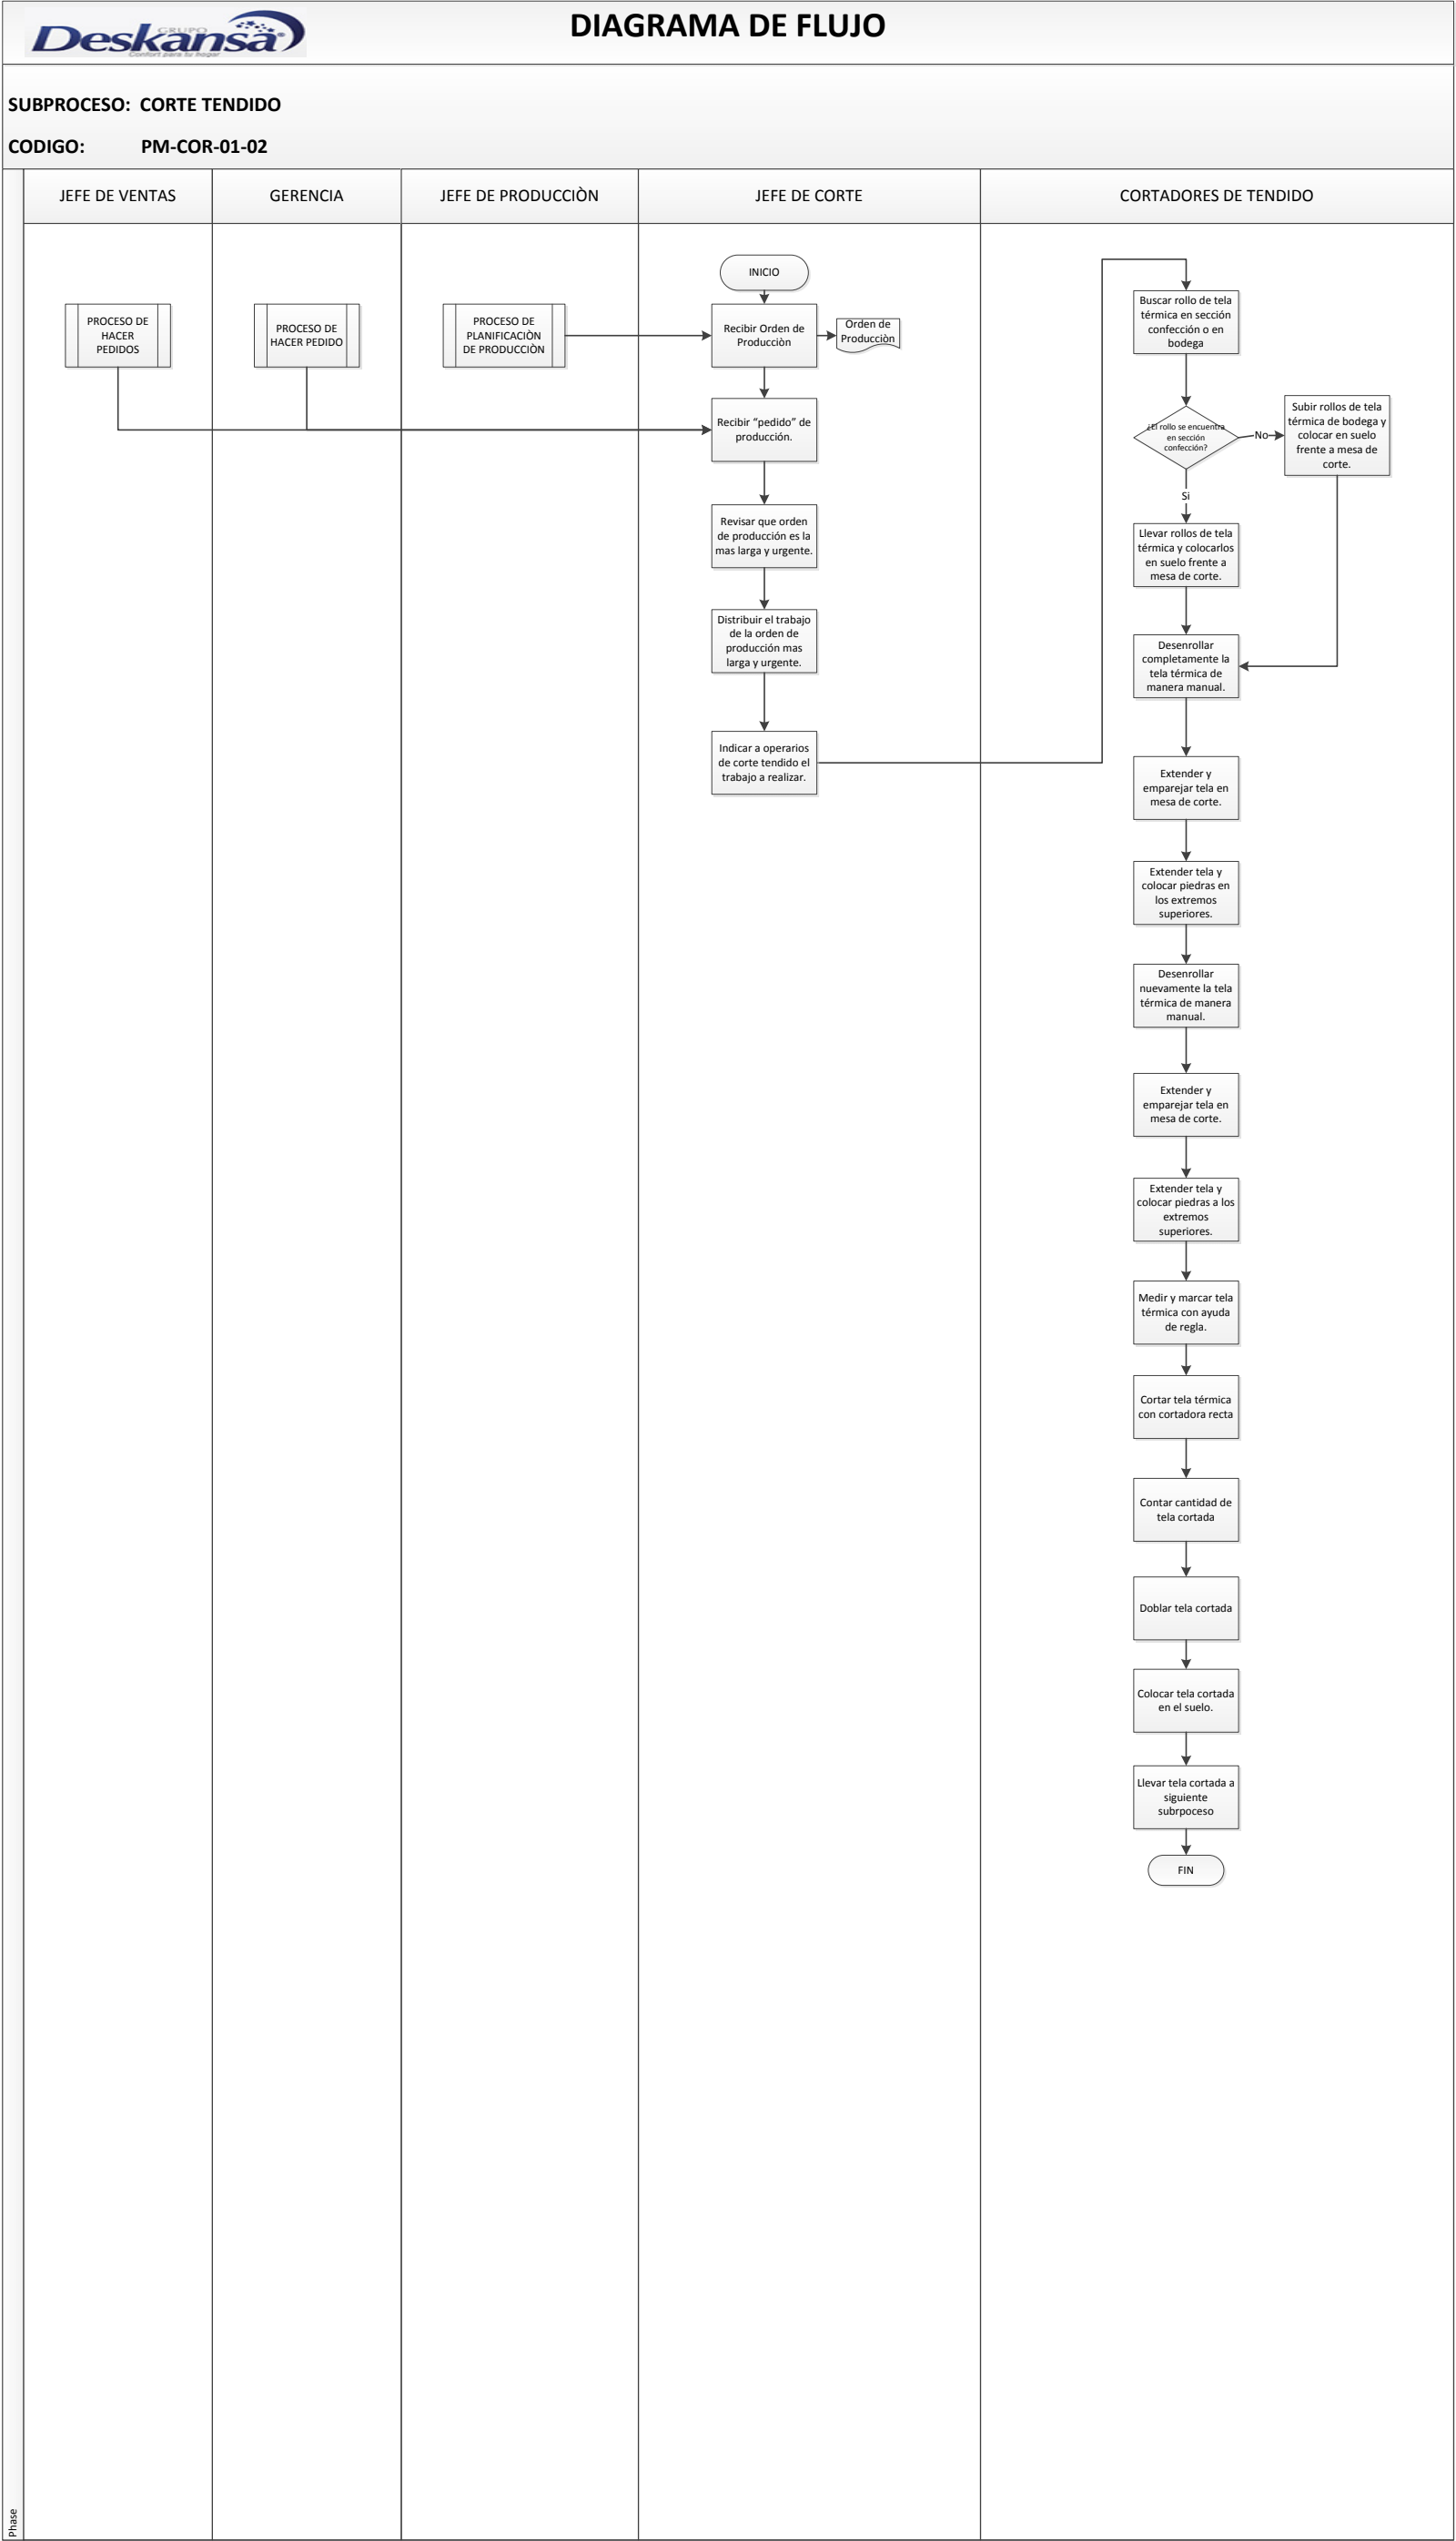 GRUPO
Deskansa®
Confort para tu hogar
DIAGRAMA DE FLUJO
SUBPROCESO: CORTE TENDIDO
CODIGO: PM-COR-01-02
JEFE DE VENTAS
GERENCIA
JEFE DE PRODUCCIÒN
JEFE DE CORTE
CORTADORES DE TENDIDO
PROCESO DE
HACER
PEDIDOS
PROCESO DE
HACER PEDIDO
PROCESO DE
PLANIFICACIÒN
DE PRODUCCIÒN
INICIO
Recibir Orden de
Producciòn
Orden de
Producciòn
Recibir “pedido” de
producción.
Revisar que orden
de producción es la
mas larga y urgente.
Distribuir el trabajo
de la orden de
producción mas
larga y urgente.
Indicar a operarios
de corte tendido el
trabajo a realizar.
Buscar rollo de tela
térmica en sección
confección o en
bodega
¿El rollo se encuentra
en sección
confección?
No
Subir rollos de tela
térmica de bodega y
colocar en suelo
frente a mesa de
corte.
Si
Llevar rollos de tela
térmica y colocarlos
en suelo frente a
mesa de corte.
Desenrollar
completamente la
tela térmica de
manera manual.
Extender y
emparejar tela en
mesa de corte.
Extender tela y
colocar piedras en
los extremos
superiores.
Desenrollar
nuevamente la tela
térmica de manera
manual.
Extender y
emparejar tela en
mesa de corte.
Extender tela y
colocar piedras a los
extremos
superiores.
Medir y marcar tela
térmica con ayuda
de regla.
Cortar tela térmica
con cortadora recta
Contar cantidad de
tela cortada
Doblar tela cortada
Colocar tela cortada
en el suelo.
Llevar tela cortada a
siguiente
subrpoceso
FIN
Phase